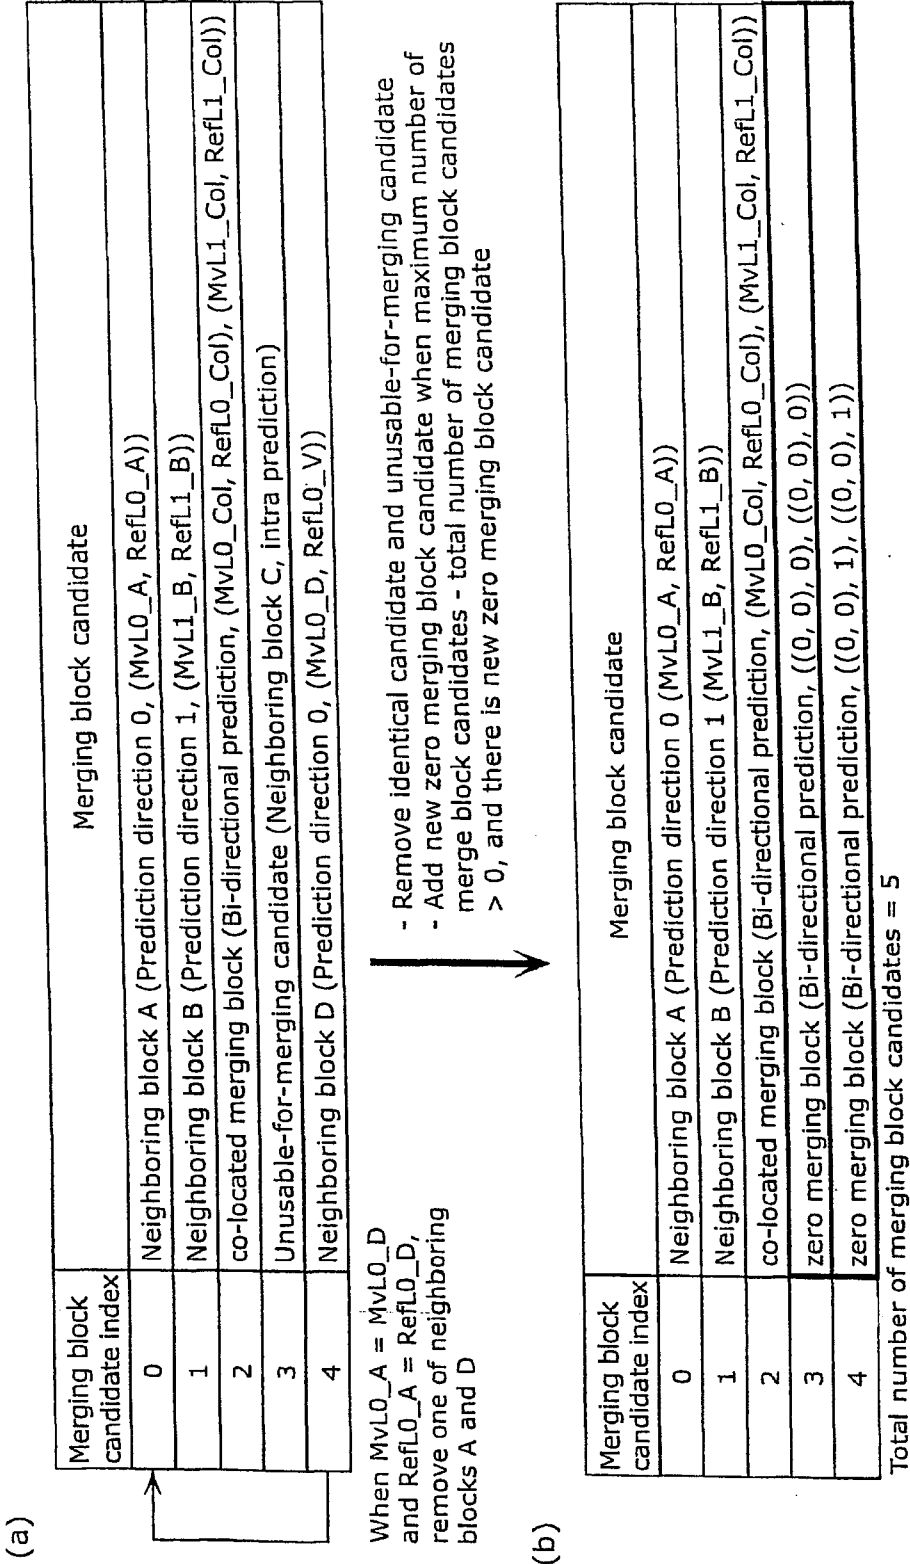 (a)
Merging block
candidate index
Merging block candidate
0
Neighboring block A (Prediction direction 0, (MvL0_A, RefL0_A))
1
Neighboring block B (Prediction direction 1, (MvL1_B, RefL1_B))
2
co-located merging block (Bi-directional prediction, (MvL0_Col, RefL0_Col), (MvL1_Col, RefL1_Col))
3
Unusable-for-merging candidate (Neighboring block C, intra prediction)
4
Neighboring block D (Prediction direction 0, (MvL0_D, RefL0_V))
When MvL0_A = MvL0_D
and RefL0_A = RefL0_D,
remove one of neighboring
blocks A and D
- Remove identical candidate and unusable-for-merging candidate
- Add new zero merging block candidate when maximum number of
merge block candidates - total number of merging block candidates
> 0, and there is new zero merging block candidate
(b)
Merging block
candidate index
Merging block candidate
0
Neighboring block A (Prediction direction 0 (MvL0_A, RefL0_A))
1
Neighboring block B (Prediction direction 1 (MvL1_B, RefL1_B))
2
co-located merging block (Bi-directional prediction, (MvL0_Col, RefL0_Col), (MvL1_Col, RefL1_Col))
3
zero merging block (Bi-directional prediction, ((0, 0), 0), ((0, 0), 0))
4
zero merging block (Bi-directional prediction, ((0, 0), 1), ((0, 0), 1))
Total number of merging block candidates = 5